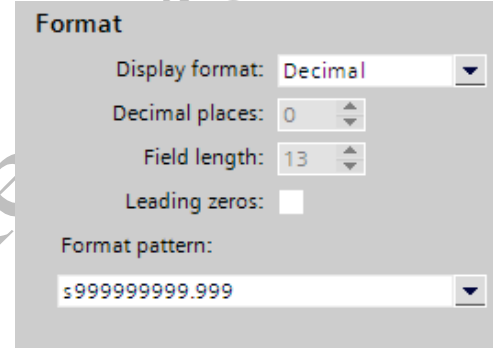 Format
Display format: Decimal
Decimal places: 0
Field length: 13
Leading zeros:
Format pattern:
s999999999.999